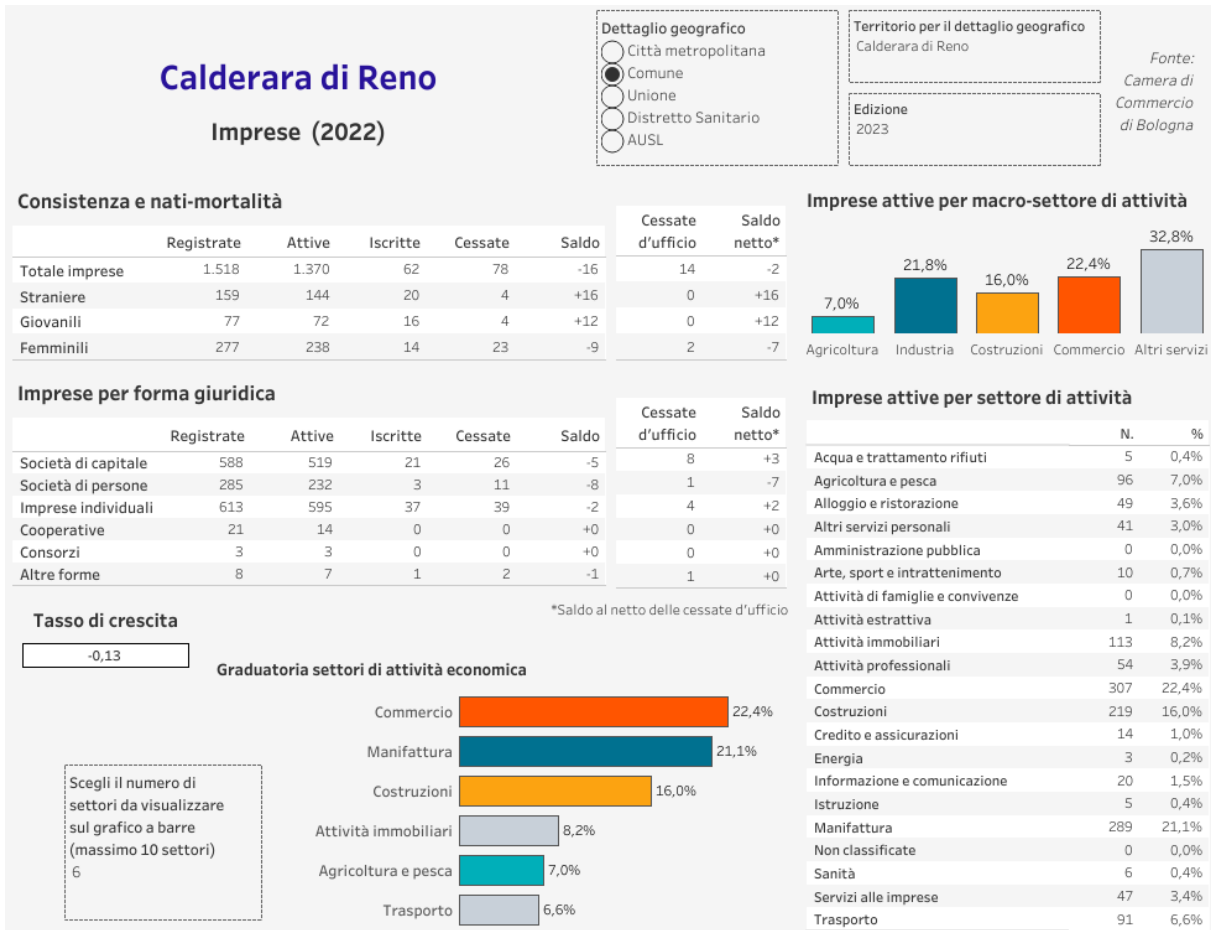 Calderara di Reno
Imprese (2022)
Dettaglio geografico
Città metropolitana
Comune
Unione
Distretto Sanitario
AUSL
Territorio per il dettaglio geografico
Calderara di Reno
Edizione
2023
Fonte:
Camera di
Commercio
di Bologna
Consistenza e nati-mortalità
Registrate Attive Iscritte Cessate Saldo Cessate d'ufficio Saldo netto*
Totale imprese 1.518 1.370 62 78 -16 14 -2
Straniere 159 144 20 4 +16 0 +16
Giovanili 77 72 16 4 +12 0 +12
Femminili 277 238 14 23 -9 2 -7
Imprese per forma giuridica
Registrate Attive Iscritte Cessate Saldo Cessate d'ufficio Saldo netto*
Società di capitale 588 519 21 26 -5 8 +3
Società di persone 285 232 3 11 -8 1 -7
Imprese individuali 613 595 37 39 -2 4 +2
Cooperative 21 14 0 0 +0 0 +0
Consorzi 3 3 0 0 +0 0 +0
Altre forme 8 7 1 2 -1 1 +0
*Saldo al netto delle cessate d'ufficio
Tasso di crescita
-0,13
Graduatoria settori di attività economica
Commercio 22,4%
Manifattura 21,1%
Costruzioni 16,0%
Attività immobiliari 8,2%
Agricoltura e pesca 7,0%
Trasporto 6,6%
Scegli il numero di
settori da visualizzare
sul grafico a barre
(massimo 10 settori)
6
Imprese attive per macro-settore di attività
7,0% 21,8% 16,0% 22,4% 32,8%
Agricoltura Industria Costruzioni Commercio Altri servizi
Imprese attive per settore di attività
N. %
Acqua e trattamento rifiuti 5 0,4%
Agricoltura e pesca 96 7,0%
Alloggio e ristorazione 49 3,6%
Altri servizi personali 41 3,0%
Amministrazione pubblica 0 0,0%
Arte, sport e intrattenimento 10 0,7%
Attività di famiglie e convivenze 0 0,0%
Attività estrattiva 1 0,1%
Attività immobiliari 113 8,2%
Attività professionali 54 3,9%
Commercio 307 22,4%
Costruzioni 219 16,0%
Credito e assicurazioni 14 1,0%
Energia 3 0,2%
Informazione e comunicazione 20 1,5%
Istruzione 5 0,4%
Manifattura 289 21,1%
Non classificate 0 0,0%
Sanità 6 0,4%
Servizi alle imprese 47 3,4%
Trasporto 91 6,6%